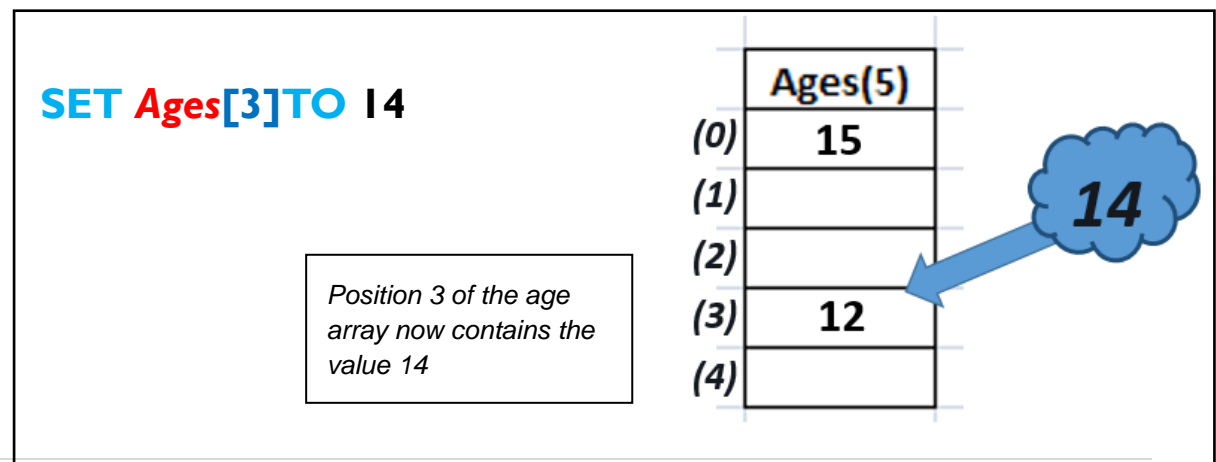 SET Ages[3]TO 14
Ages(5)
(0) 15
(1)
14
(2)
Position 3 of the age
array now contains the
value 14
(3) 12
(4)